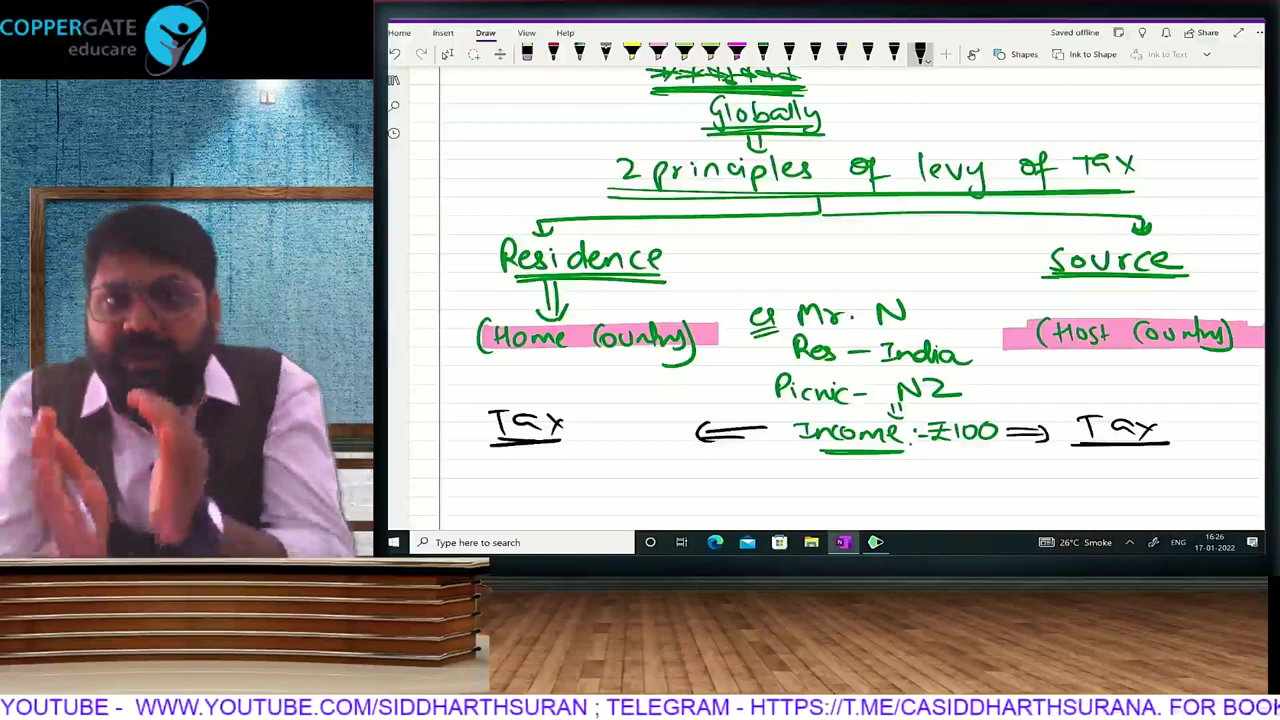 COPPERGATE
educare
Home Insert Draw View Help
Saved offline
Share
Shapes
Ink to Shape
Ink to Text
Globally
2 principles of levy of Tax
Residence
Source
(Home Country)
eg Mr. N
(Host Country)
Res - India
Picnic - NZ
Tax
Income :- ₹100
Tax
Type here to search
26°C Smoke
ENG
16:26
17-01-2022
YOUTUBE - WWW.YOUTUBE.COM/SIDDHARTHSURAN ; TELEGRAM - HTTPS://T.ME/CASIDDHARTHSURANA. FOR BOOK